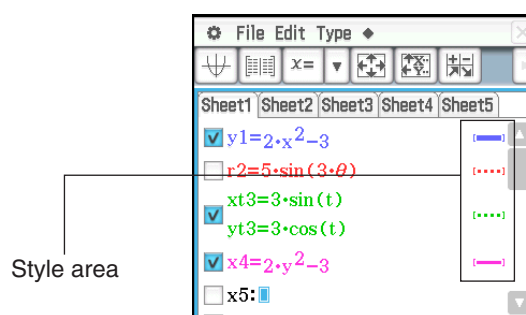 File Edit Type ◆
x= ▼
Sheet1 Sheet2 Sheet3 Sheet4 Sheet5
y1=2·x²−3
r2=5·sin(3·θ)
xt3=3·sin(t)
yt3=3·cos(t)
x4=2·y²−3
x5:
Style area